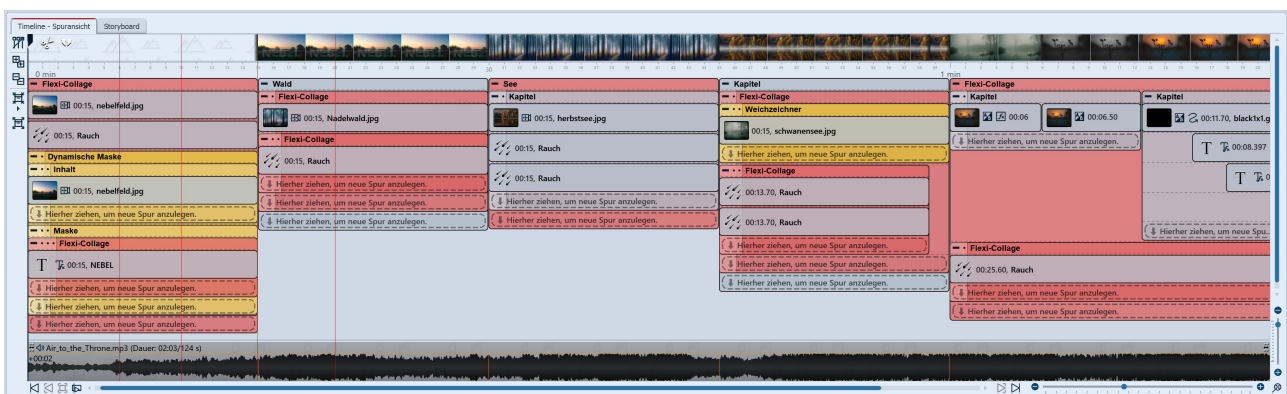 Timeline - Spuransicht Storyboard
0 min 30 1 min
Flexi-Collage Wald See Kapitel Flexi-Collage
Flexi-Collage Kapitel Flexi-Collage Kapitel Kapitel
00:15, nebelfeld.jpg 00:15, Nadelwald.jpg 00:15, herbstsee.jpg Weichzeichner 00:06 00:06.50 00:11.70, black1x1.g
00:15, Rauch Flexi-Collage 00:15, Rauch 00:15, schwanensee.jpg Hierher ziehen, um neue Spur anzulegen. T 00:08.397
Dynamische Maske 00:15, Rauch Hierher ziehen, um neue Spur anzulegen.
Inhalt Flexi-Collage
00:15, nebelfeld.jpg Hierher ziehen, um neue Spur anzulegen. 00:15, Rauch 00:13.70, Rauch T
Hierher ziehen, um neue Spur anzulegen. Hierher ziehen, um neue Spur anzulegen. Hierher ziehen, um neue Spur anzulegen.
Hierher ziehen, um neue Spur anzulegen. Hierher ziehen, um neue Spur anzulegen. 00:13.70, Rauch
Maske Hierher ziehen, um neue Spu...
Flexi-Collage Hierher ziehen, um neue Spur anzulegen. Flexi-Collage
T 00:15, NEBEL Hierher ziehen, um neue Spur anzulegen. 00:25.60, Rauch
Hierher ziehen, um neue Spur anzulegen. Hierher ziehen, um neue Spur anzulegen. Hierher ziehen, um neue Spur anzulegen.
Hierher ziehen, um neue Spur anzulegen. Hierher ziehen, um neue Spur anzulegen.
Hierher ziehen, um neue Spur anzulegen.
Air_to_the_Throne.mp3 (Dauer: 02:03/124 s)
+00:02